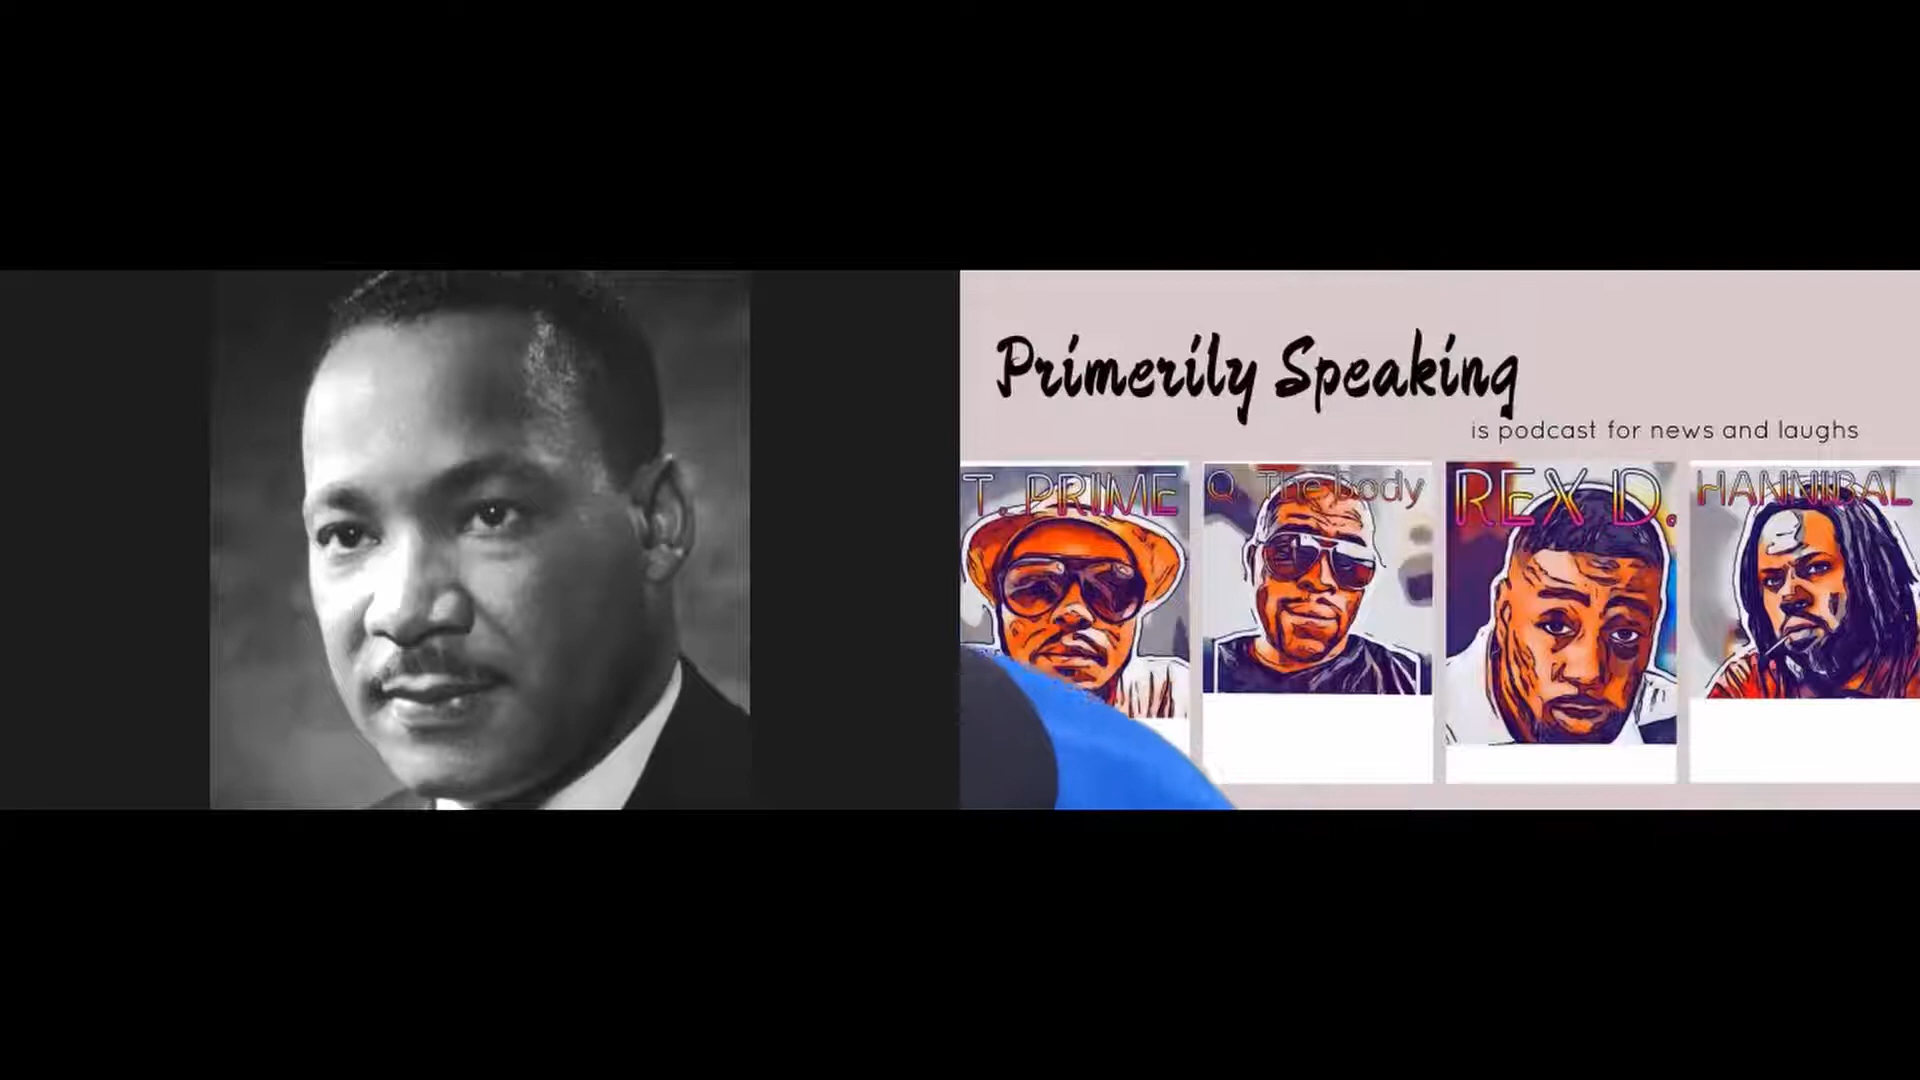 Primerily Speaking
is podcast for news and laughs
T. PRIME
Q. The Body
REX D.
HANNIBAL